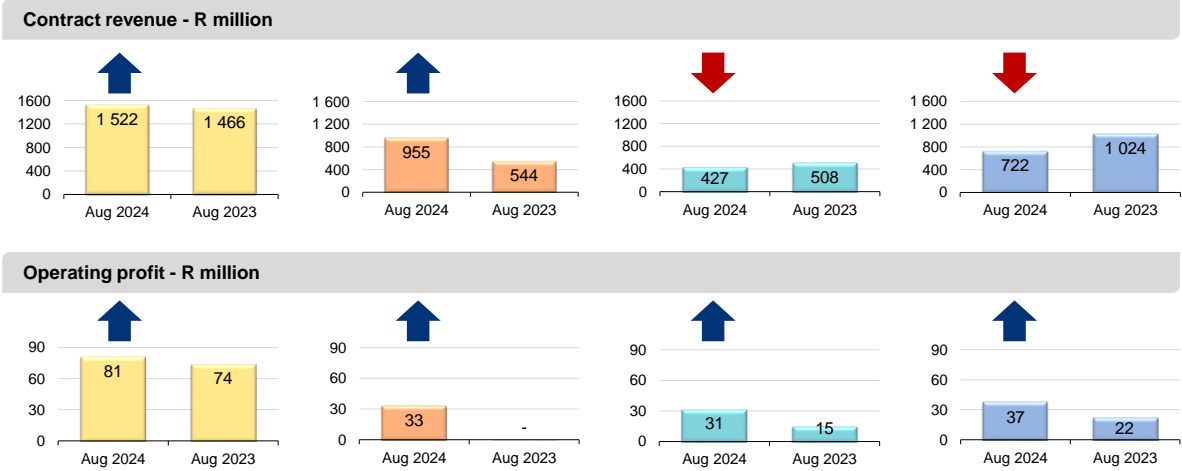 Contract revenue - R million
1600
1200
800
400
0
1 522
1 466
Aug 2024
Aug 2023
1 600
1 200
800
400
0
955
544
Aug 2024
Aug 2023
1600
1200
800
400
0
427
508
Aug 2024
Aug 2023
1 600
1 200
800
400
0
722
1 024
Aug 2024
Aug 2023
Operating profit - R million
90
60
30
0
81
74
Aug 2024
Aug 2023
90
60
30
0
33
-
Aug 2024
Aug 2023
90
60
30
0
31
15
Aug 2024
Aug 2023
90
60
30
0
37
22
Aug 2024
Aug 2023